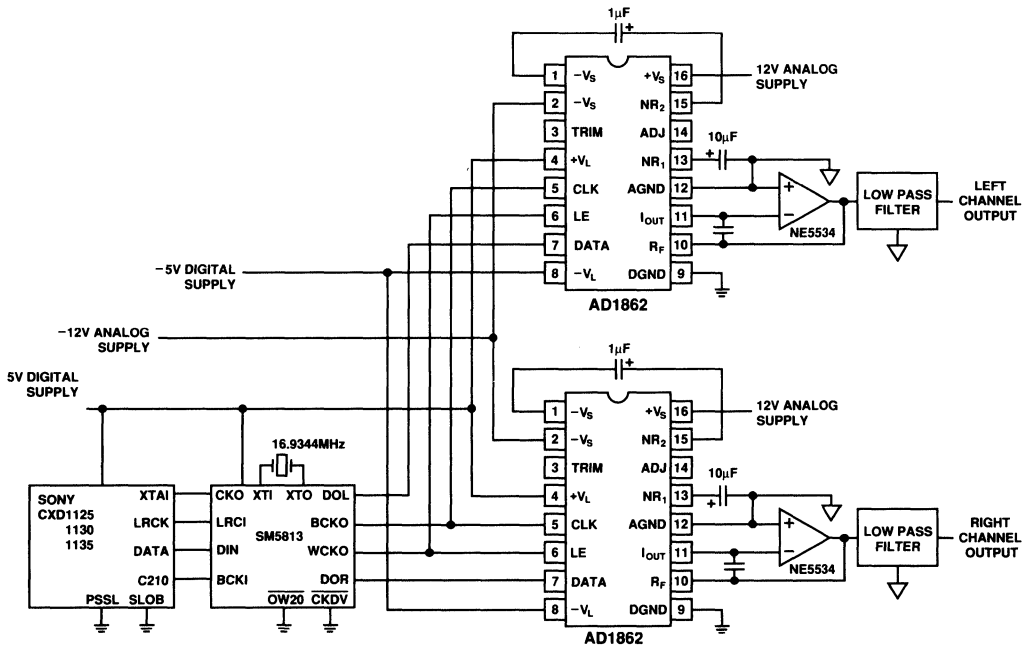 1μF
+
1
−VS
2
−VS
3
TRIM
4
+VL
5
CLK
6
LE
7
DATA
8
−VL
+VS
16
NR2
15
ADJ
14
NR1
13
AGND
12
IOUT
11
RF
10
DGND
9
AD1862
12V ANALOG
SUPPLY
10μF
+
+
−
NE5534
LOW PASS
FILTER
LEFT
CHANNEL
OUTPUT
−5V DIGITAL
SUPPLY
−12V ANALOG
SUPPLY
5V DIGITAL
SUPPLY
16.9344MHz
SONY
CXD1125
1130
1135
XTAI
LRCK
DATA
C210
PSSL
SLOB
CKO
XTI
XTO
DOL
LRCI
BCKO
SM5813
DIN
WCKO
BCKI
DOR
OW20
CKDV
1μF
+
1
−VS
2
−VS
3
TRIM
4
+VL
5
CLK
6
LE
7
DATA
8
−VL
+VS
16
NR2
15
ADJ
14
NR1
13
AGND
12
IOUT
11
RF
10
DGND
9
AD1862
12V ANALOG
SUPPLY
10μF
+
+
−
NE5534
LOW PASS
FILTER
RIGHT
CHANNEL
OUTPUT